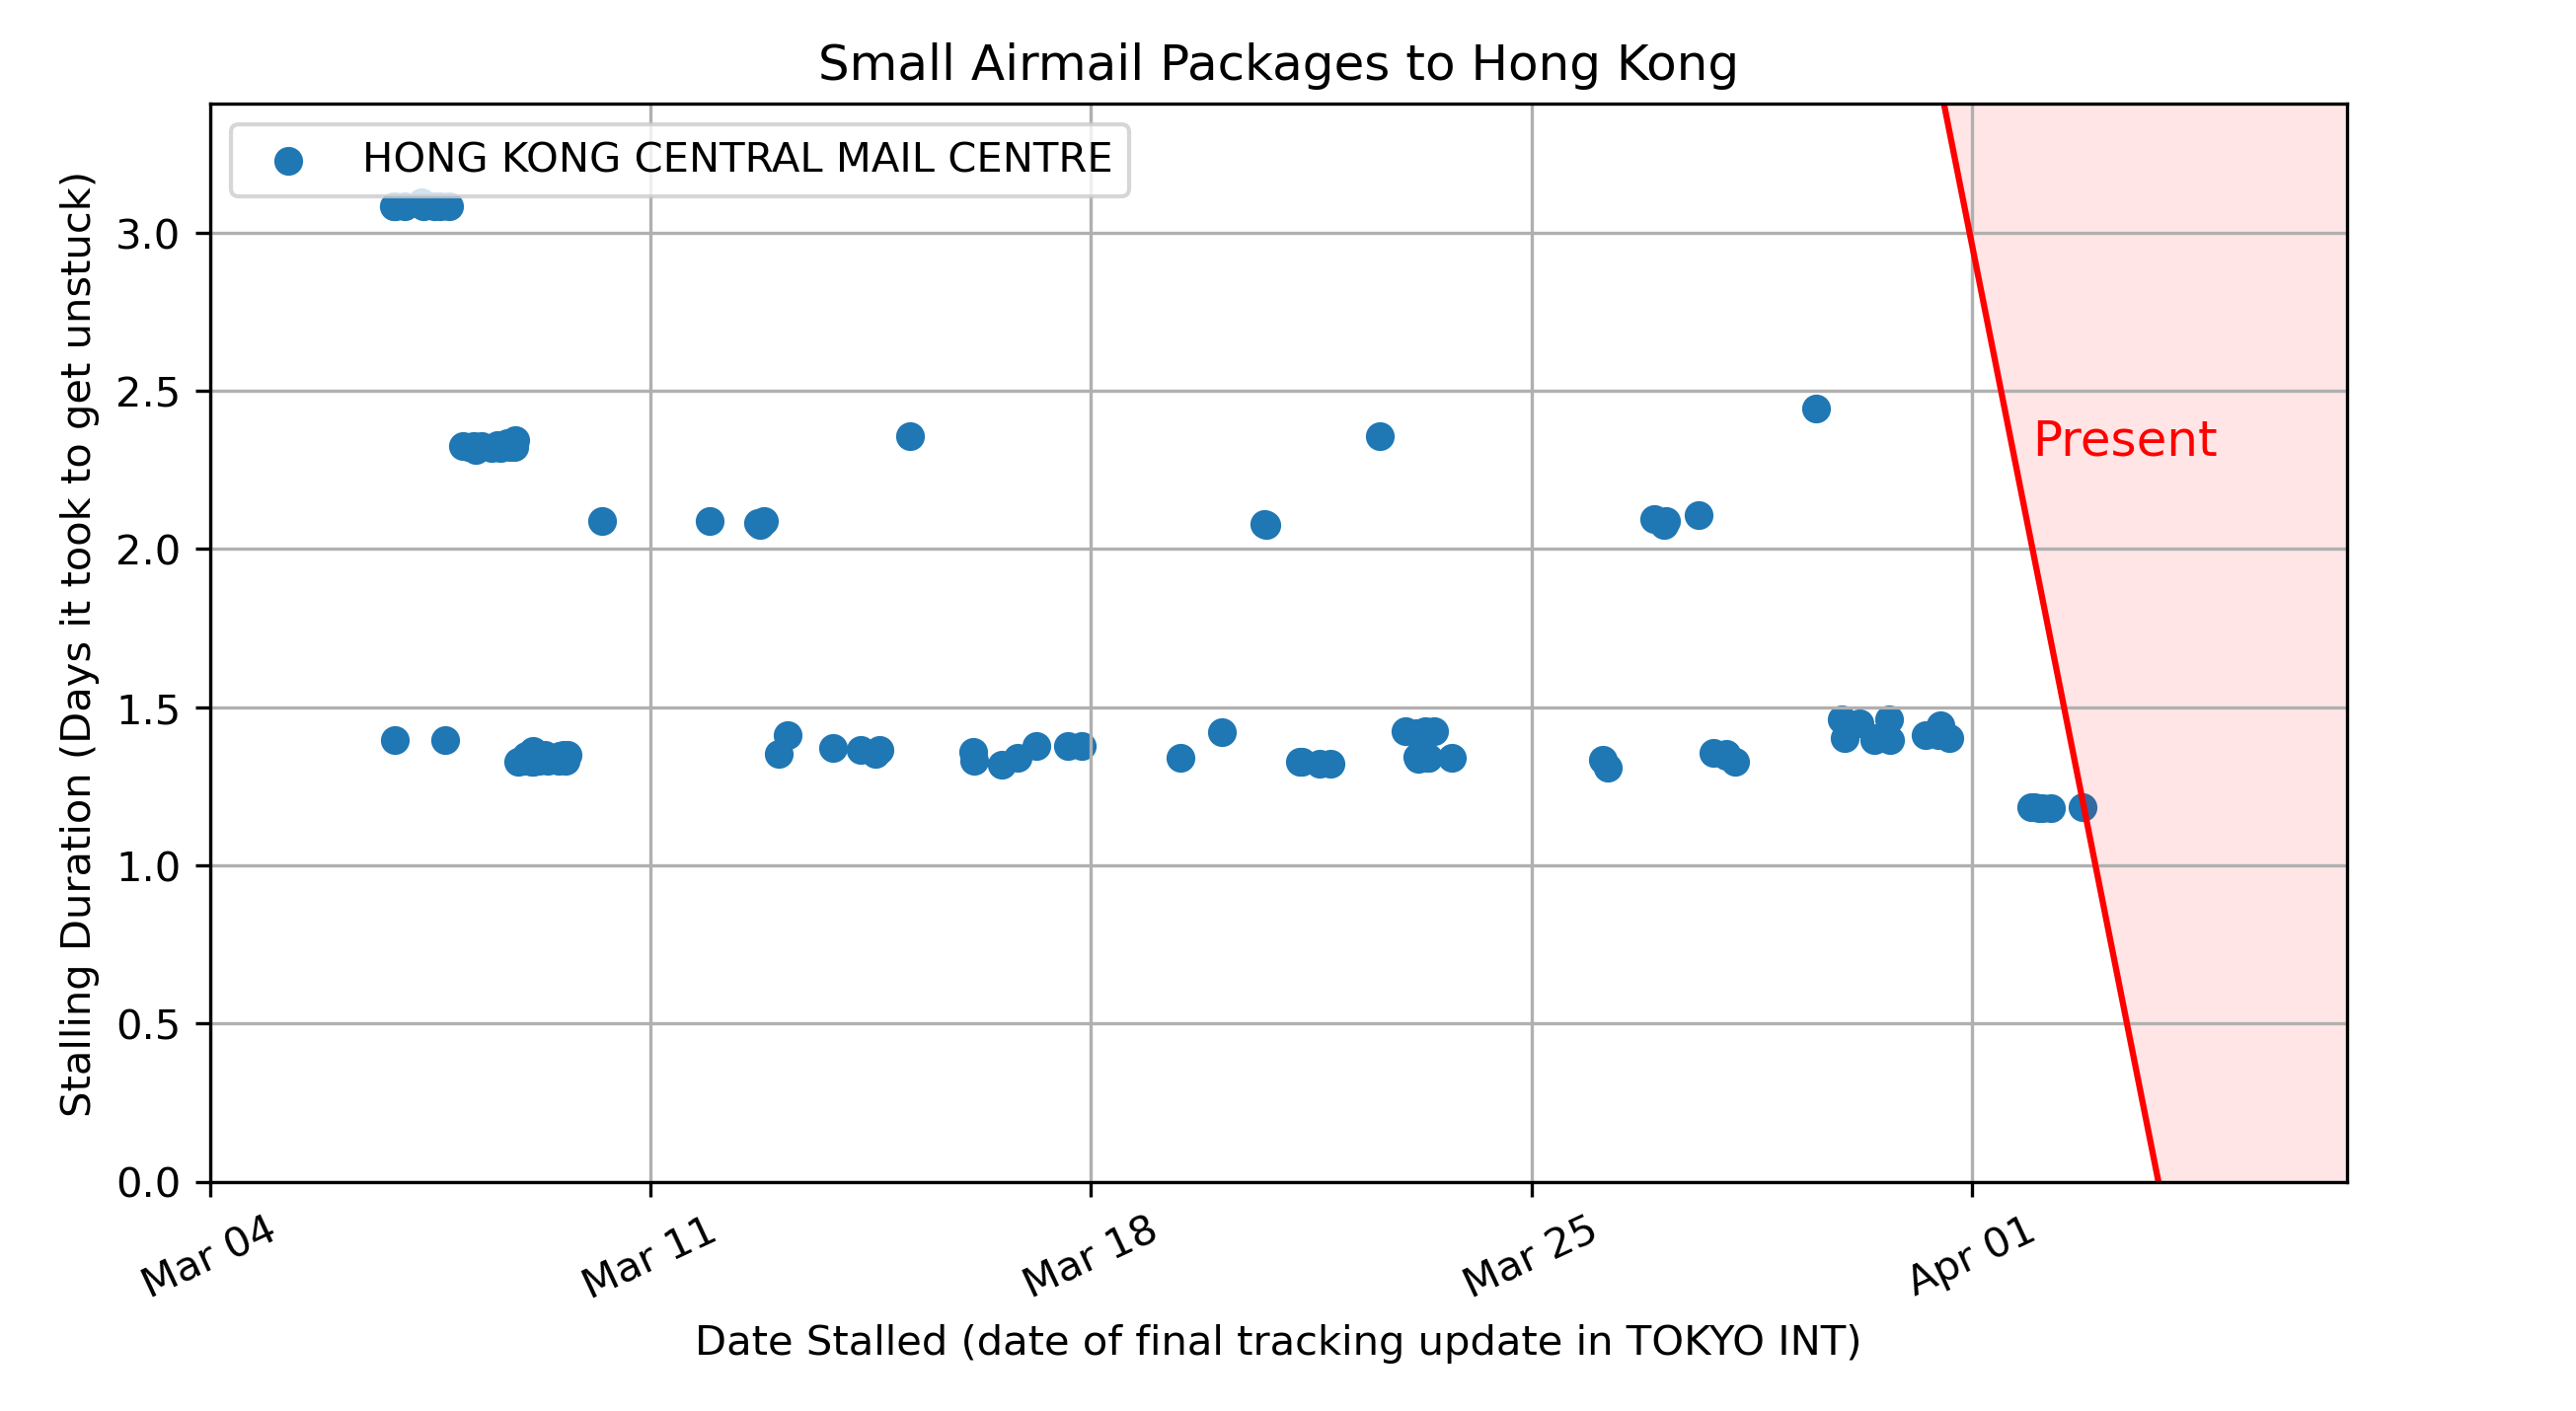 Small Airmail Packages to Hong Kong
HONG KONG CENTRAL MAIL CENTRE
Stalling Duration (Days it took to get unstuck)
3.0
2.5
2.0
1.5
1.0
0.5
0.0
Present
Mar 04
Mar 11
Mar 18
Mar 25
Apr 01
Date Stalled (date of final tracking update in TOKYO INT)